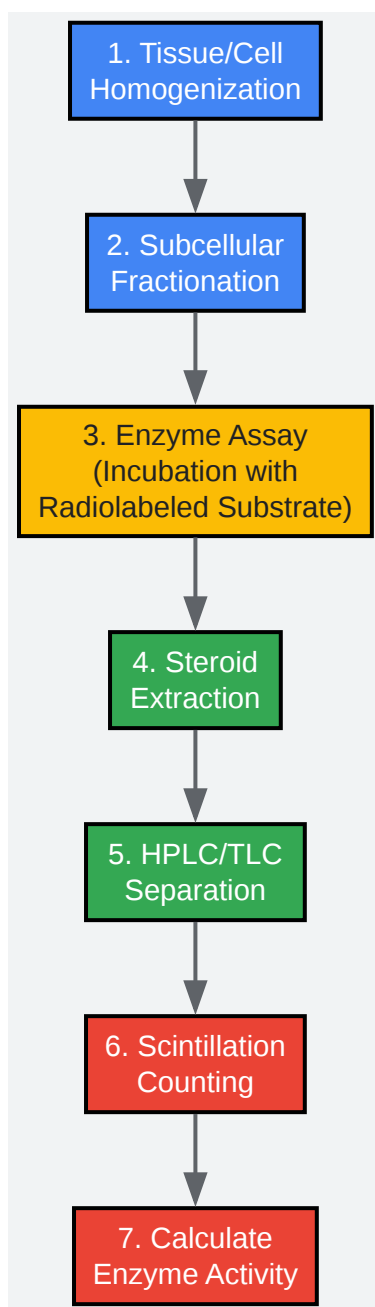 1. Tissue/Cell
Homogenization
2. Subcellular
Fractionation
3. Enzyme Assay
(Incubation with
Radiolabeled Substrate)
4. Steroid
Extraction
5. HPLC/TLC
Separation
6. Scintillation
Counting
7. Calculate
Enzyme Activity